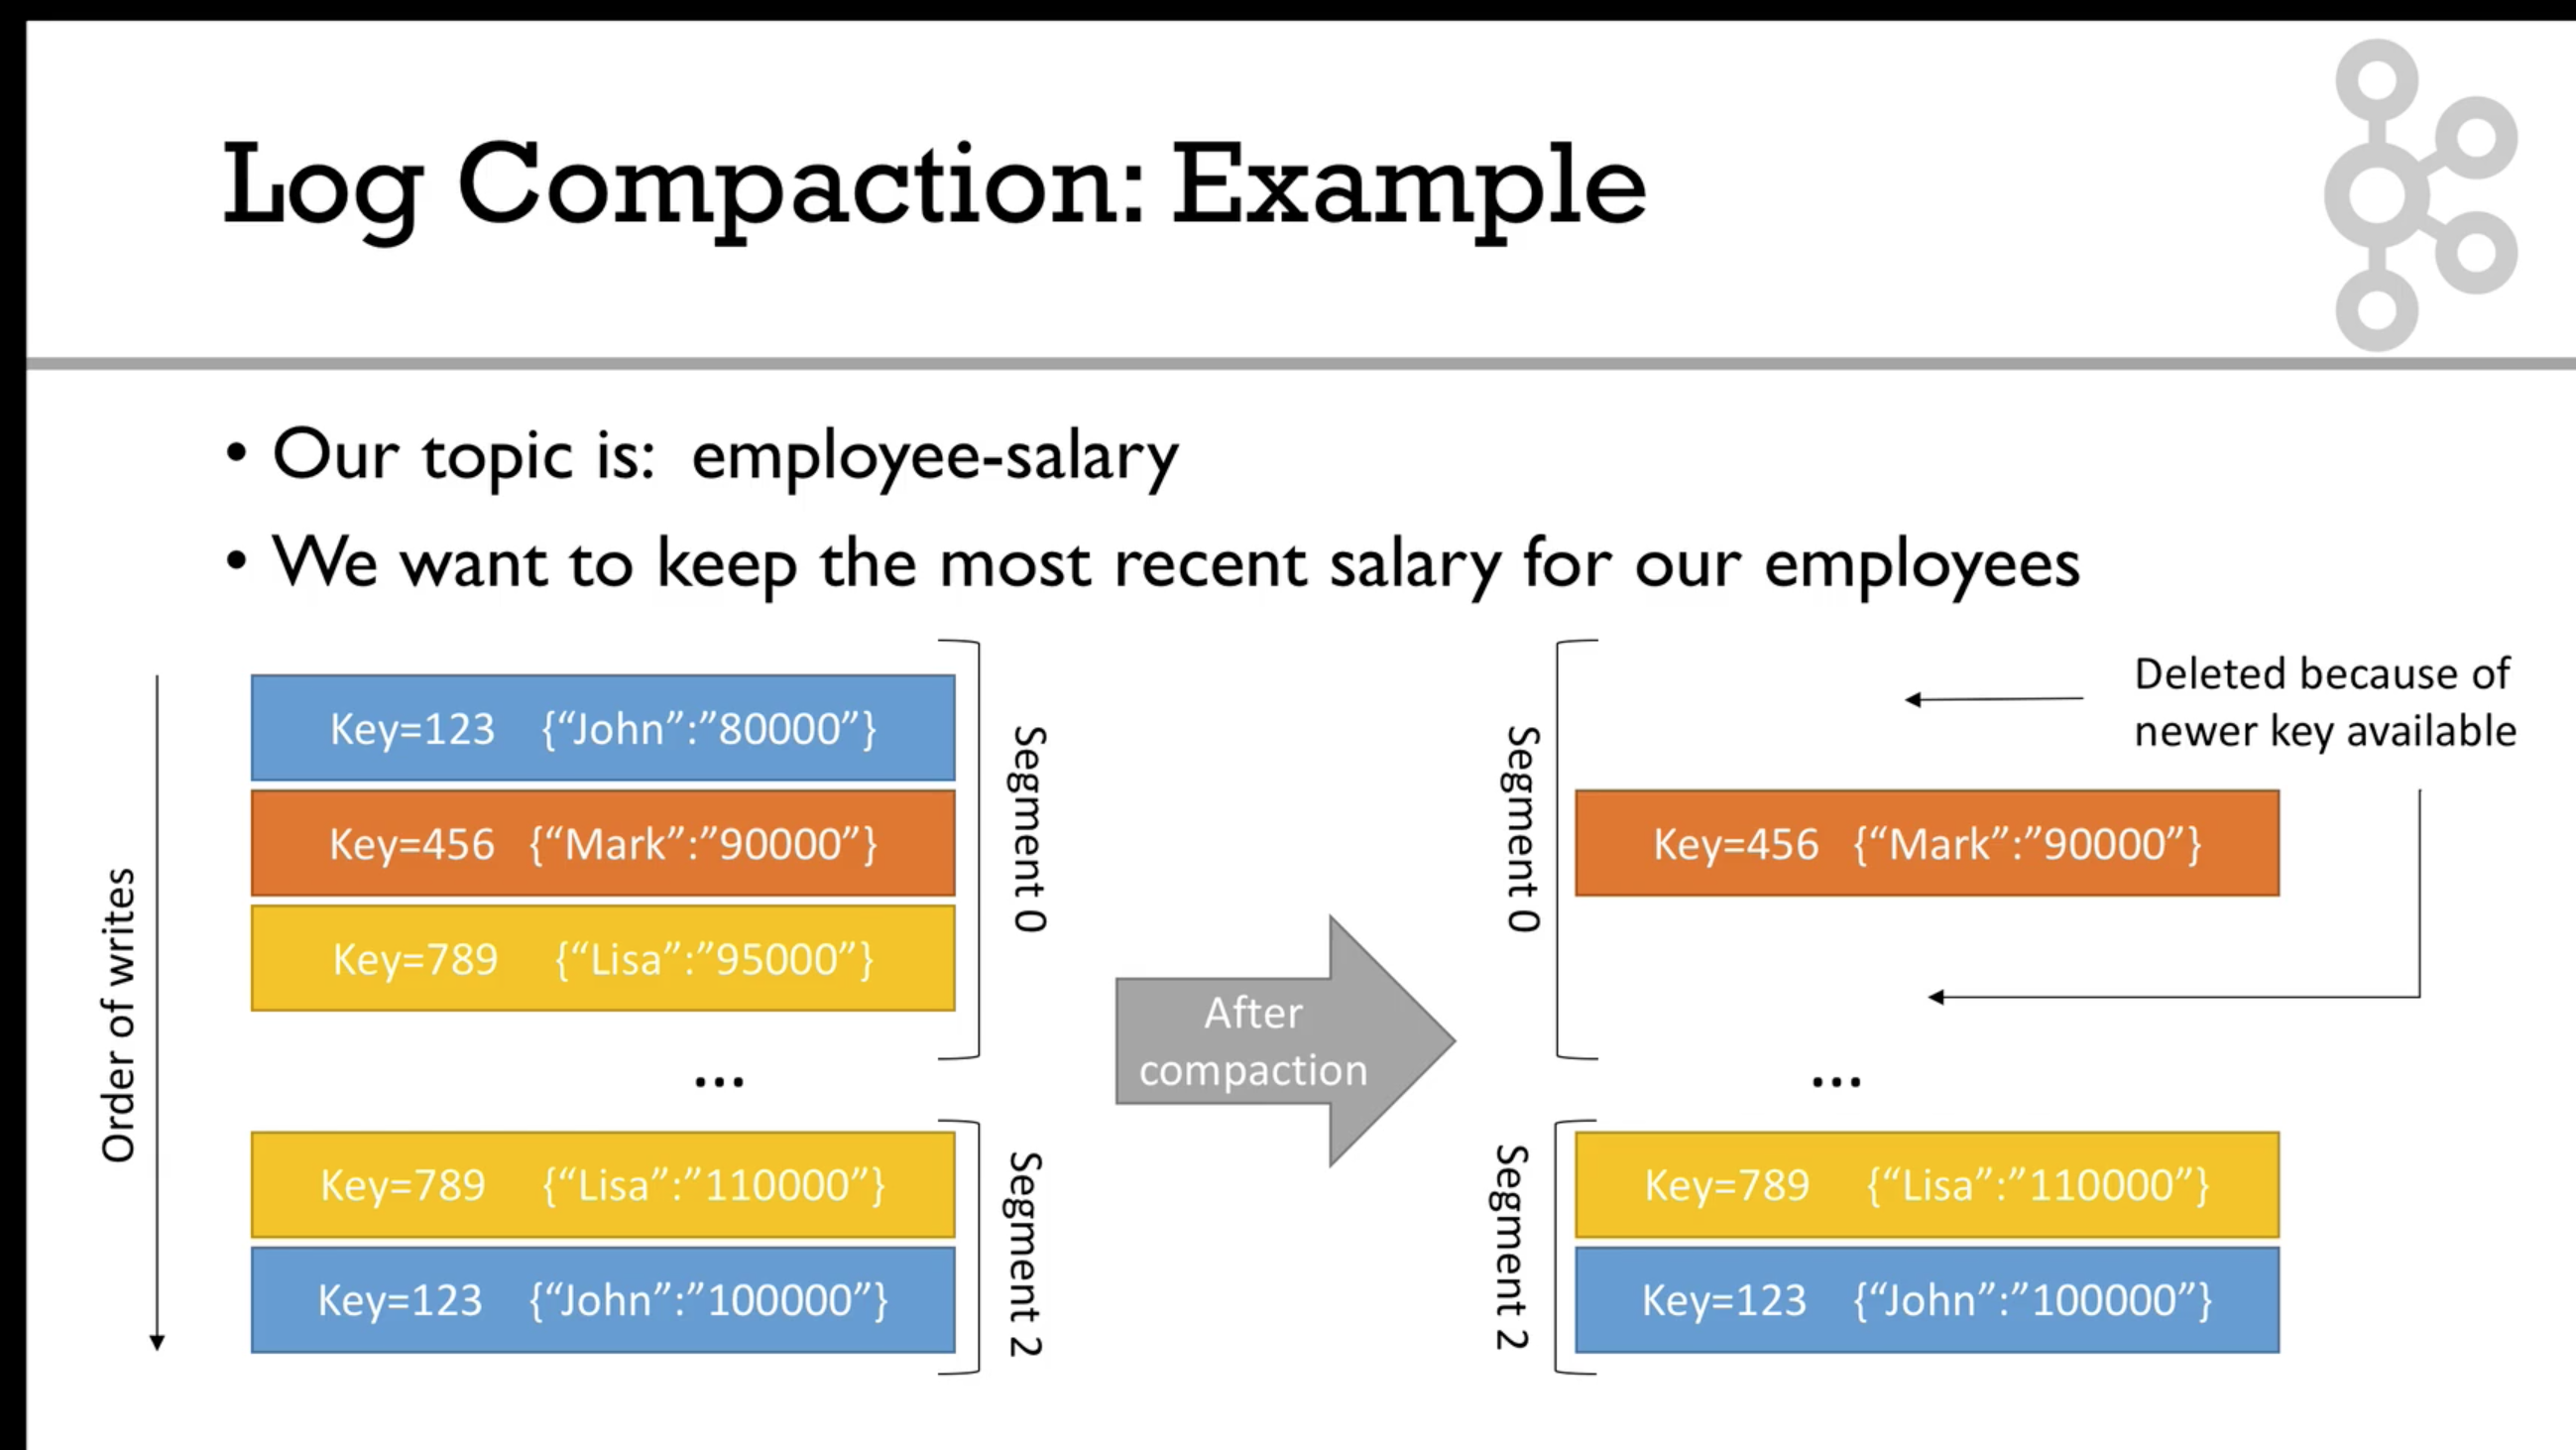 Log Compaction: Example
• Our topic is: employee-salary
• We want to keep the most recent salary for our employees
Order of writes
Key=123 {“John”:”80000”}
Key=456 {“Mark”:”90000”}
Key=789 {“Lisa”:”95000”}
Segment 0
...
Key=789 {“Lisa”:”110000”}
Key=123 {“John”:”100000”}
Segment 2
After
compaction
Segment 0
Deleted because of
newer key available
Key=456 {“Mark”:”90000”}
...
Segment 2
Key=789 {“Lisa”:”110000”}
Key=123 {“John”:”100000”}